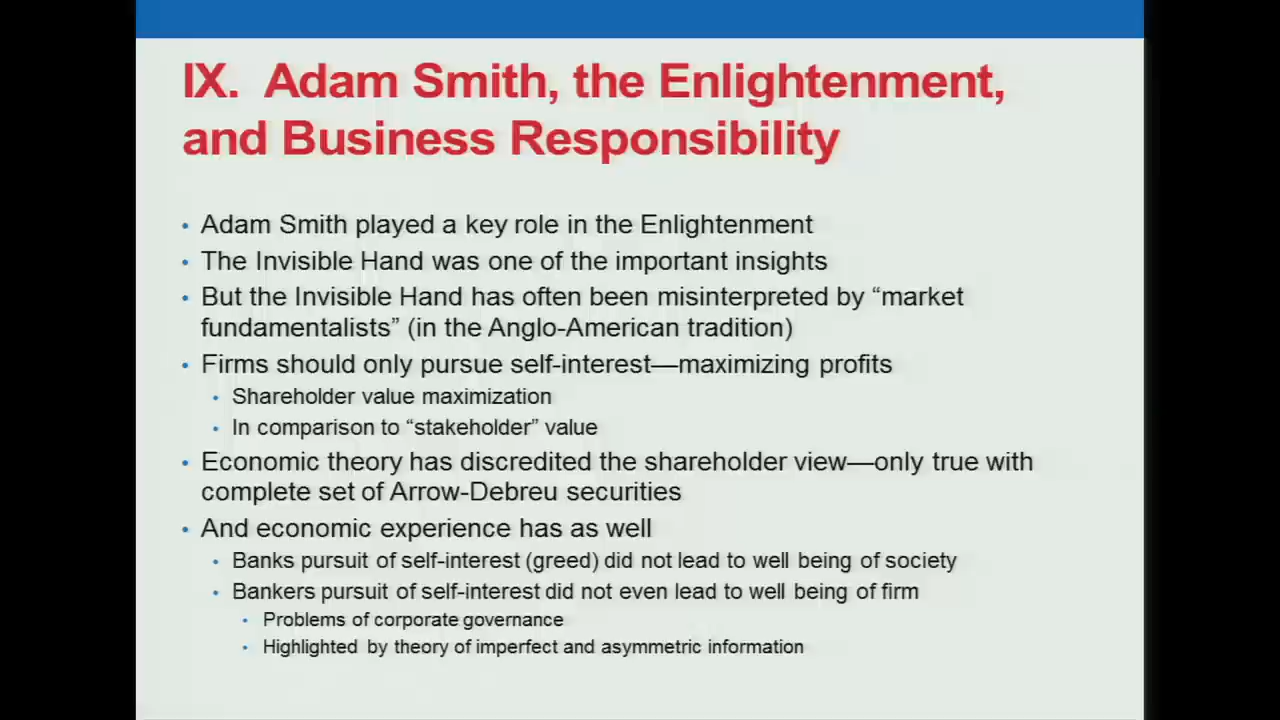 IX. Adam Smith, the Enlightenment,
and Business Responsibility
• Adam Smith played a key role in the Enlightenment
• The Invisible Hand was one of the important insights
• But the Invisible Hand has often been misinterpreted by “market
fundamentalists” (in the Anglo-American tradition)
• Firms should only pursue self-interest—maximizing profits
• Shareholder value maximization
• In comparison to “stakeholder” value
• Economic theory has discredited the shareholder view—only true with
complete set of Arrow-Debreu securities
• And economic experience has as well
• Banks pursuit of self-interest (greed) did not lead to well being of society
• Bankers pursuit of self-interest did not even lead to well being of firm
• Problems of corporate governance
• Highlighted by theory of imperfect and asymmetric information